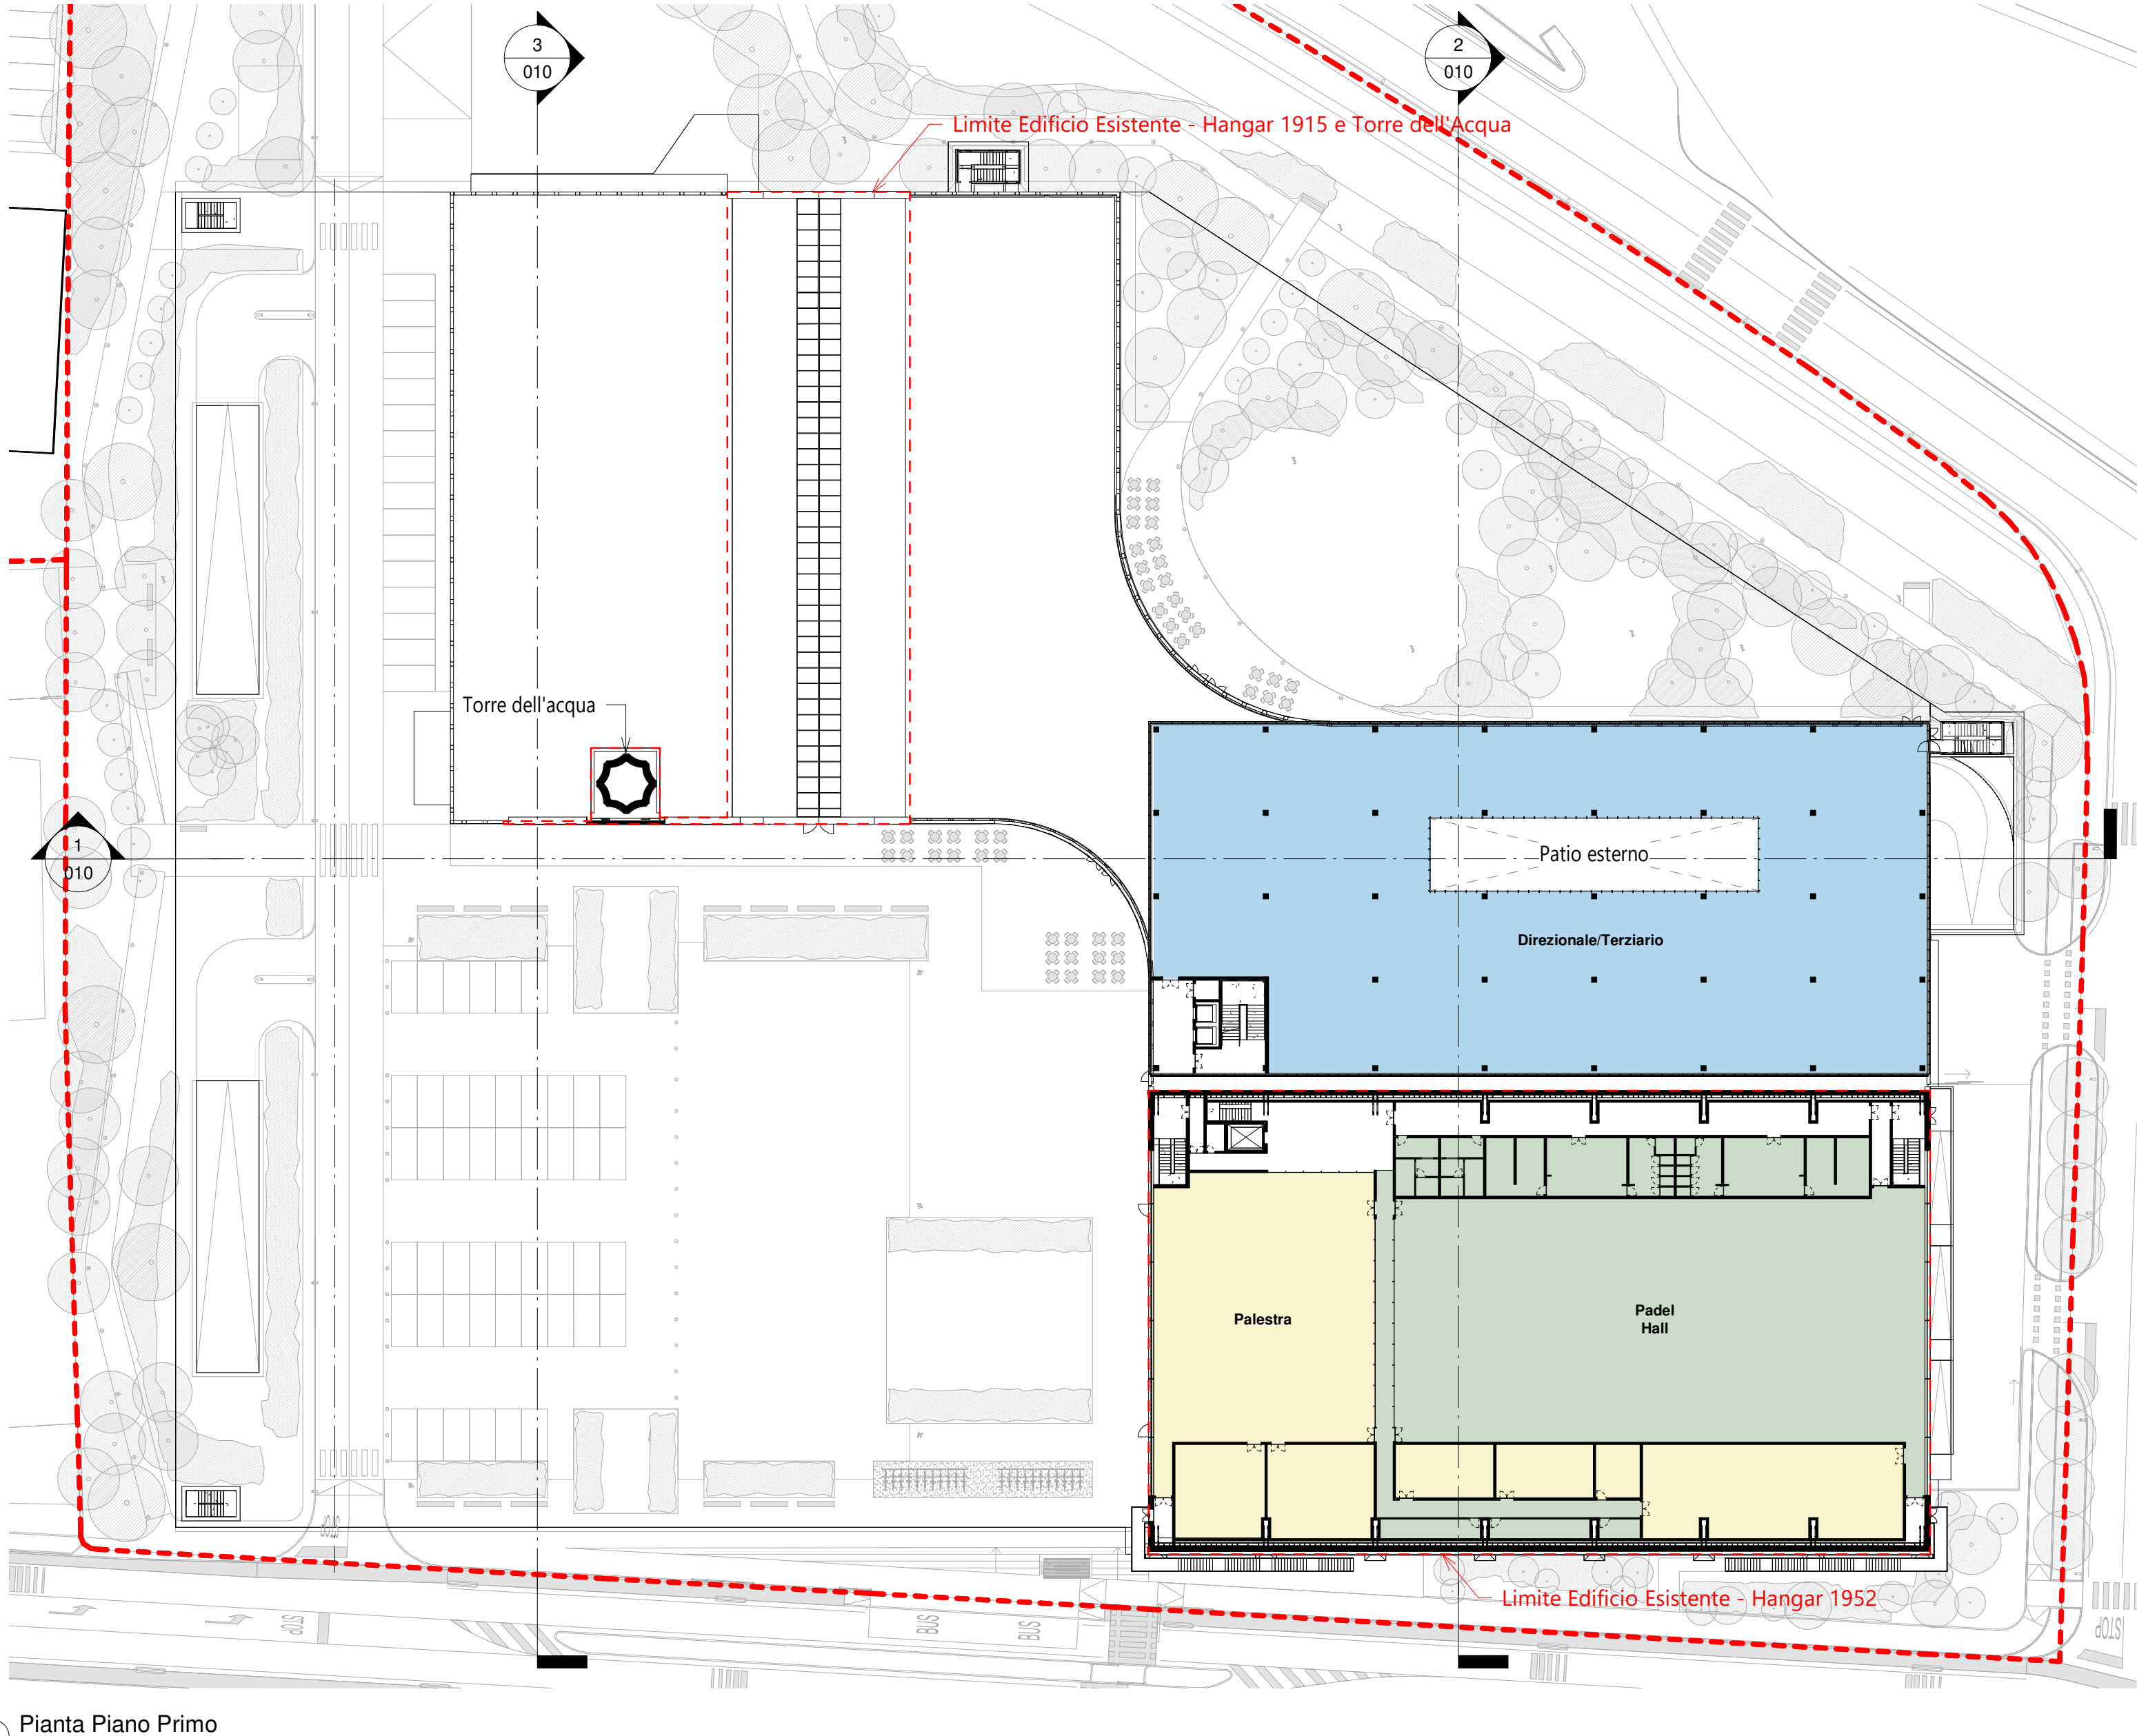 3
010
2
010
Limite Edificio Esistente - Hangar 1915 e Torre dell'Acqua
Torre dell'acqua
1
010
Patio esterno
Direzionale/Terziario
Palestra
Padel
Hall
STOP
Limite Edificio Esistente - Hangar 1952
STOP
BUS
BUS
STOP
Pianta Piano Primo